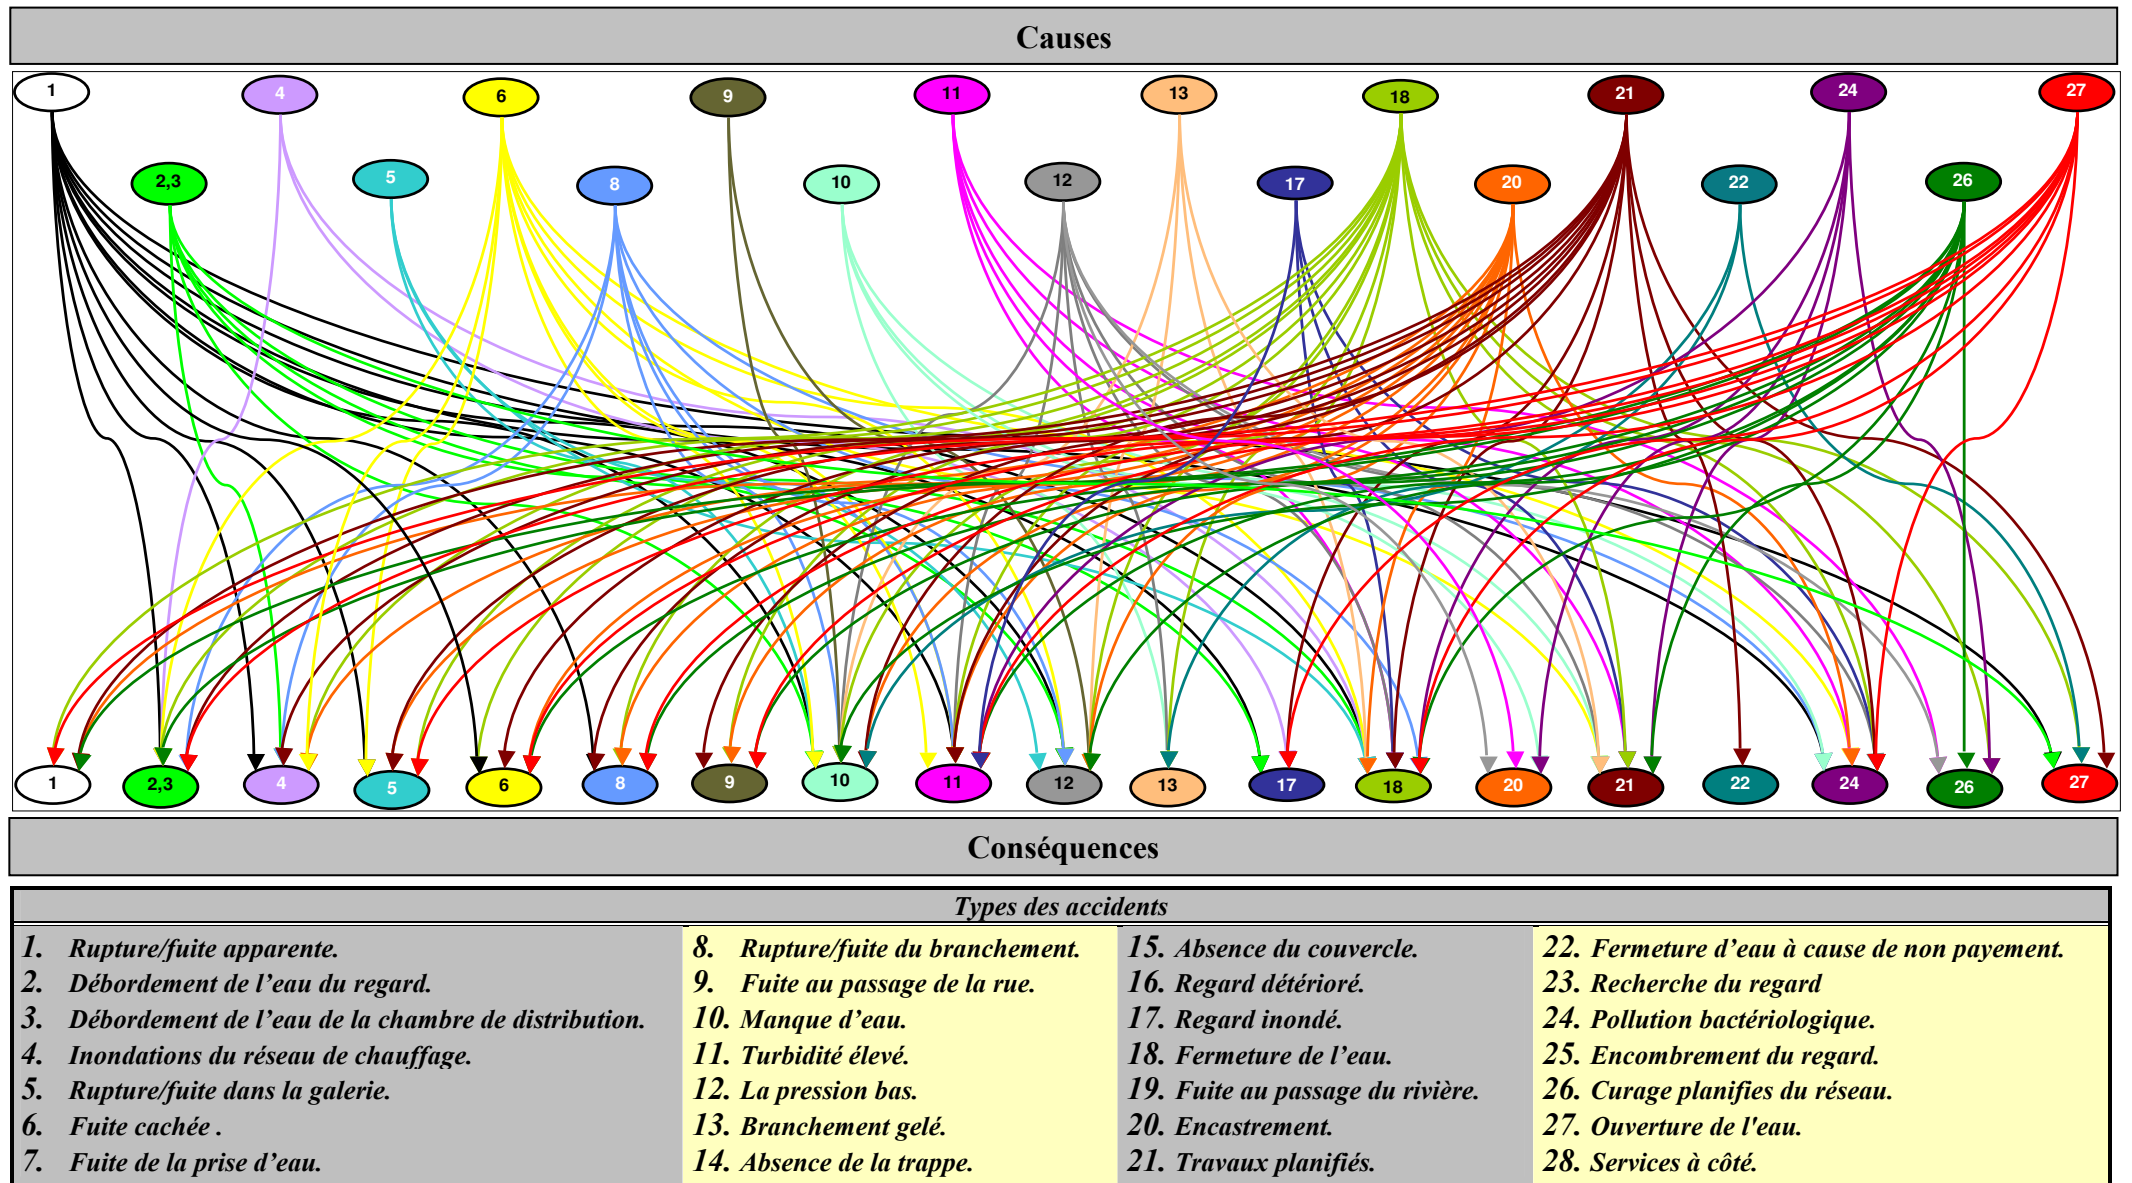 Causes
1 4 6 9 11 13 18 21 24 27
2,3 5 8 10 12 17 20 22 26
1 2,3 4 5 6 8 9 10 11 12 13 17 18 20 21 22 24 26 27
Conséquences
Types des accidents
1. Rupture/fuite apparente.
2. Débordement de l’eau du regard.
3. Débordement de l’eau de la chambre de distribution.
4. Inondations du réseau de chauffage.
5. Rupture/fuite dans la galerie.
6. Fuite cachée .
7. Fuite de la prise d’eau.
8. Rupture/fuite du branchement.
9. Fuite au passage de la rue.
10. Manque d’eau.
11. Turbidité élevé.
12. La pression bas.
13. Branchement gelé.
14. Absence de la trappe.
15. Absence du couvercle.
16. Regard détérioré.
17. Regard inondé.
18. Fermeture de l’eau.
19. Fuite au passage du rivière.
20. Encastrement.
21. Travaux planifiés.
22. Fermeture d’eau à cause de non payement.
23. Recherche du regard
24. Pollution bactériologique.
25. Encombrement du regard.
26. Curage planifies du réseau.
27. Ouverture de l'eau.
28. Services à côté.